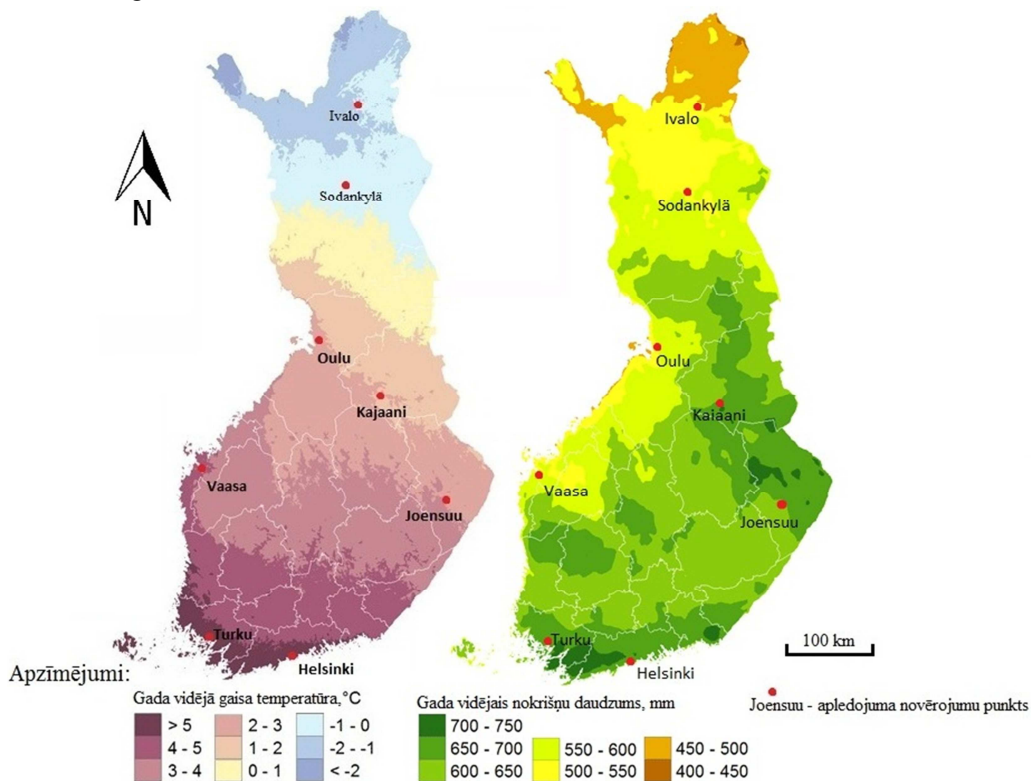 Ivalo
Ivalo
Sodankylä
Sodankylä
N
Oulu
Oulu
Kajaani
Kaiaani
Vaasa
Vaasa
Joensuu
Joensuu
Turku
Turku
Helsinki
Helsinki
100 km
Apzīmējumi:
Gada vidējā gaisa temperatūra,°C
> 5
4 - 5
3 - 4
2 - 3
1 - 2
0 - 1
-1 - 0
-2 - -1
< -2
Gada vidējais nokrišņu daudzums, mm
700 - 750
650 - 700
600 - 650
550 - 600
500 - 550
450 - 500
400 - 450
Joensuu - apledojuma novērojumu punkts